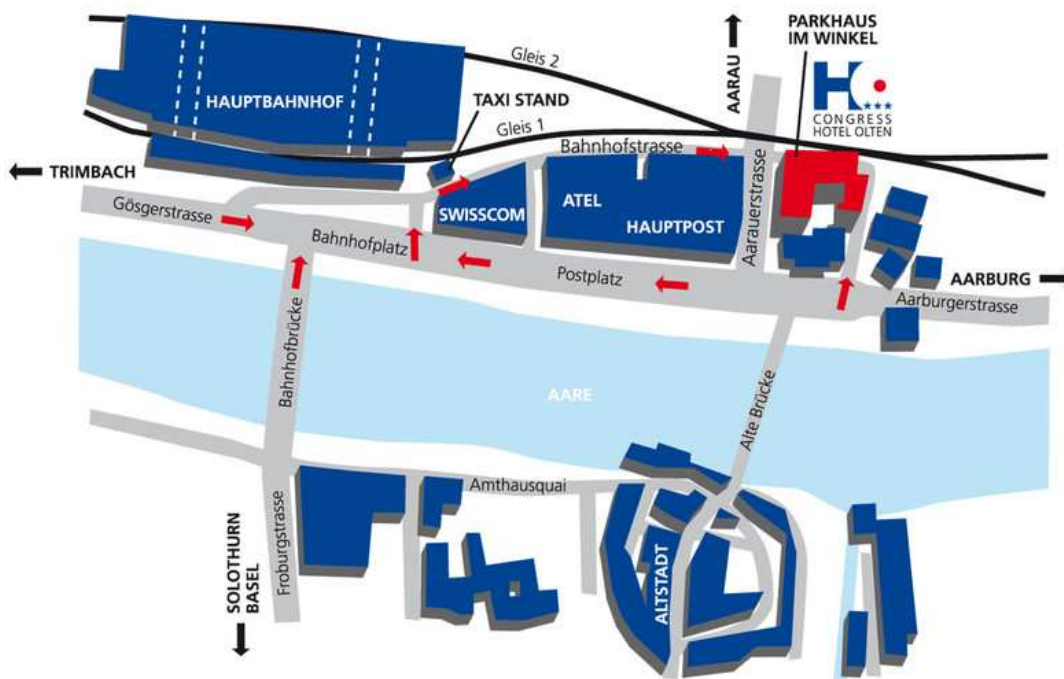 PARKHAUS
IM WINKEL
AARAU
Gleis 2
HAUPTBAHNHOF
TAXI STAND
Gleis 1
CONGRESS
HOTEL OLTEN
Bahnhofstrasse
TRIMBACH
Gösgerstrasse
SWISSCOM
ATEL
HAUPTPOST
Aarauerstrasse
Bahnhofplatz
Postplatz
AARBURG
Aarburgerstrasse
Bahnhofbrücke
AARE
Alte Brücke
Amthausquai
Froburgstrasse
SOLOTHURN
BASEL
ALTSTADT